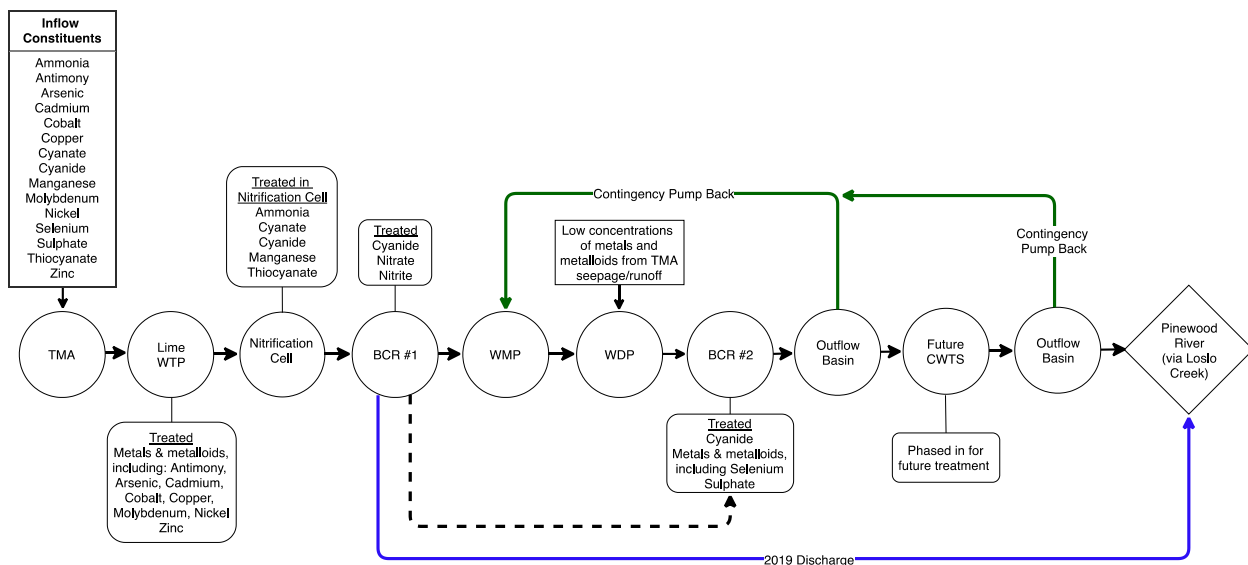 Inflow
Constituents
Ammonia
Antimony
Arsenic
Cadmium
Cobalt
Copper
Cyanate
Cyanide
Manganese
Molybdenum
Nickel
Selenium
Sulphate
Thiocyanate
Zinc
Treated in
Nitrification Cell
Ammonia
Cyanate
Cyanide
Manganese
Thiocyanate
Treated
Cyanide
Nitrate
Nitrite
Contingency Pump Back
Low concentrations
of metals and
metalloids from TMA
seepage/runoff
Contingency
Pump Back
TMA
Lime
WTP
Nitrification
Cell
BCR #1
WMP
WDP
BCR #2
Outflow
Basin
Future
CWTS
Outflow
Basin
Pinewood
River
(via Loslo
Creek)
Treated
Metals & metalloids,
including: Antimony,
Arsenic, Cadmium,
Cobalt, Copper,
Molybdenum, Nickel
Zinc
Treated
Cyanide
Metals & metalloids,
including Selenium
Sulphate
Phased in for
future treatment
2019 Discharge